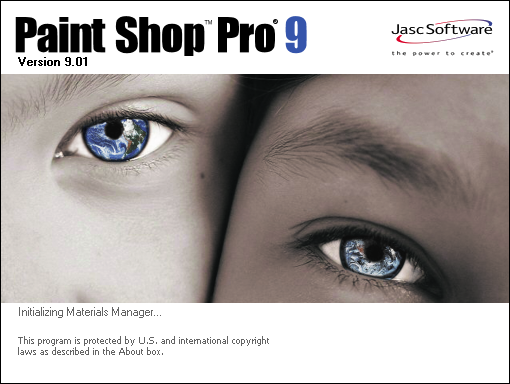 Paint Shop™ Pro® 9
Jasc Software®
the power to create®
Version 9.01
Initializing Materials Manager...
This program is protected by U.S. and international copyright
laws as described in the About box.